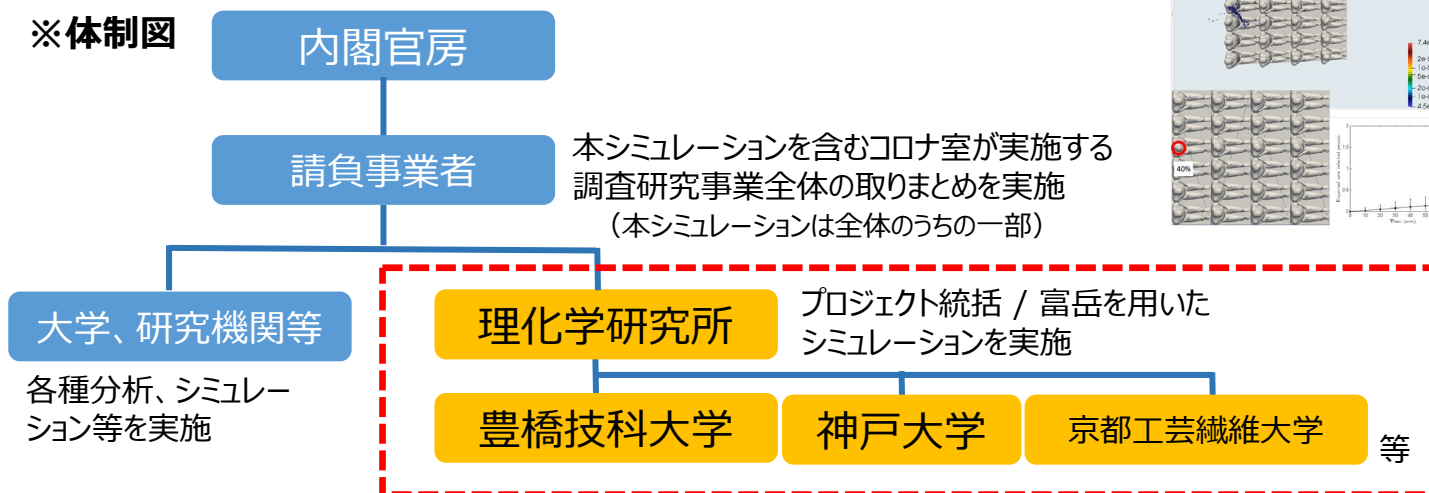 ※体制図
内閣官房
請負事業者
本シミュレーションを含むコロナ室が実施する
調査研究事業全体の取りまとめを実施
（本シミュレーションは全体のうちの一部）
大学、研究機関等
各種分析、シミュレー
ション等を実施
理化学研究所
プロジェクト統括 / 富岳を用いた
シミュレーションを実施
豊橋技科大学
神戸大学
京都工芸繊維大学
等
40%